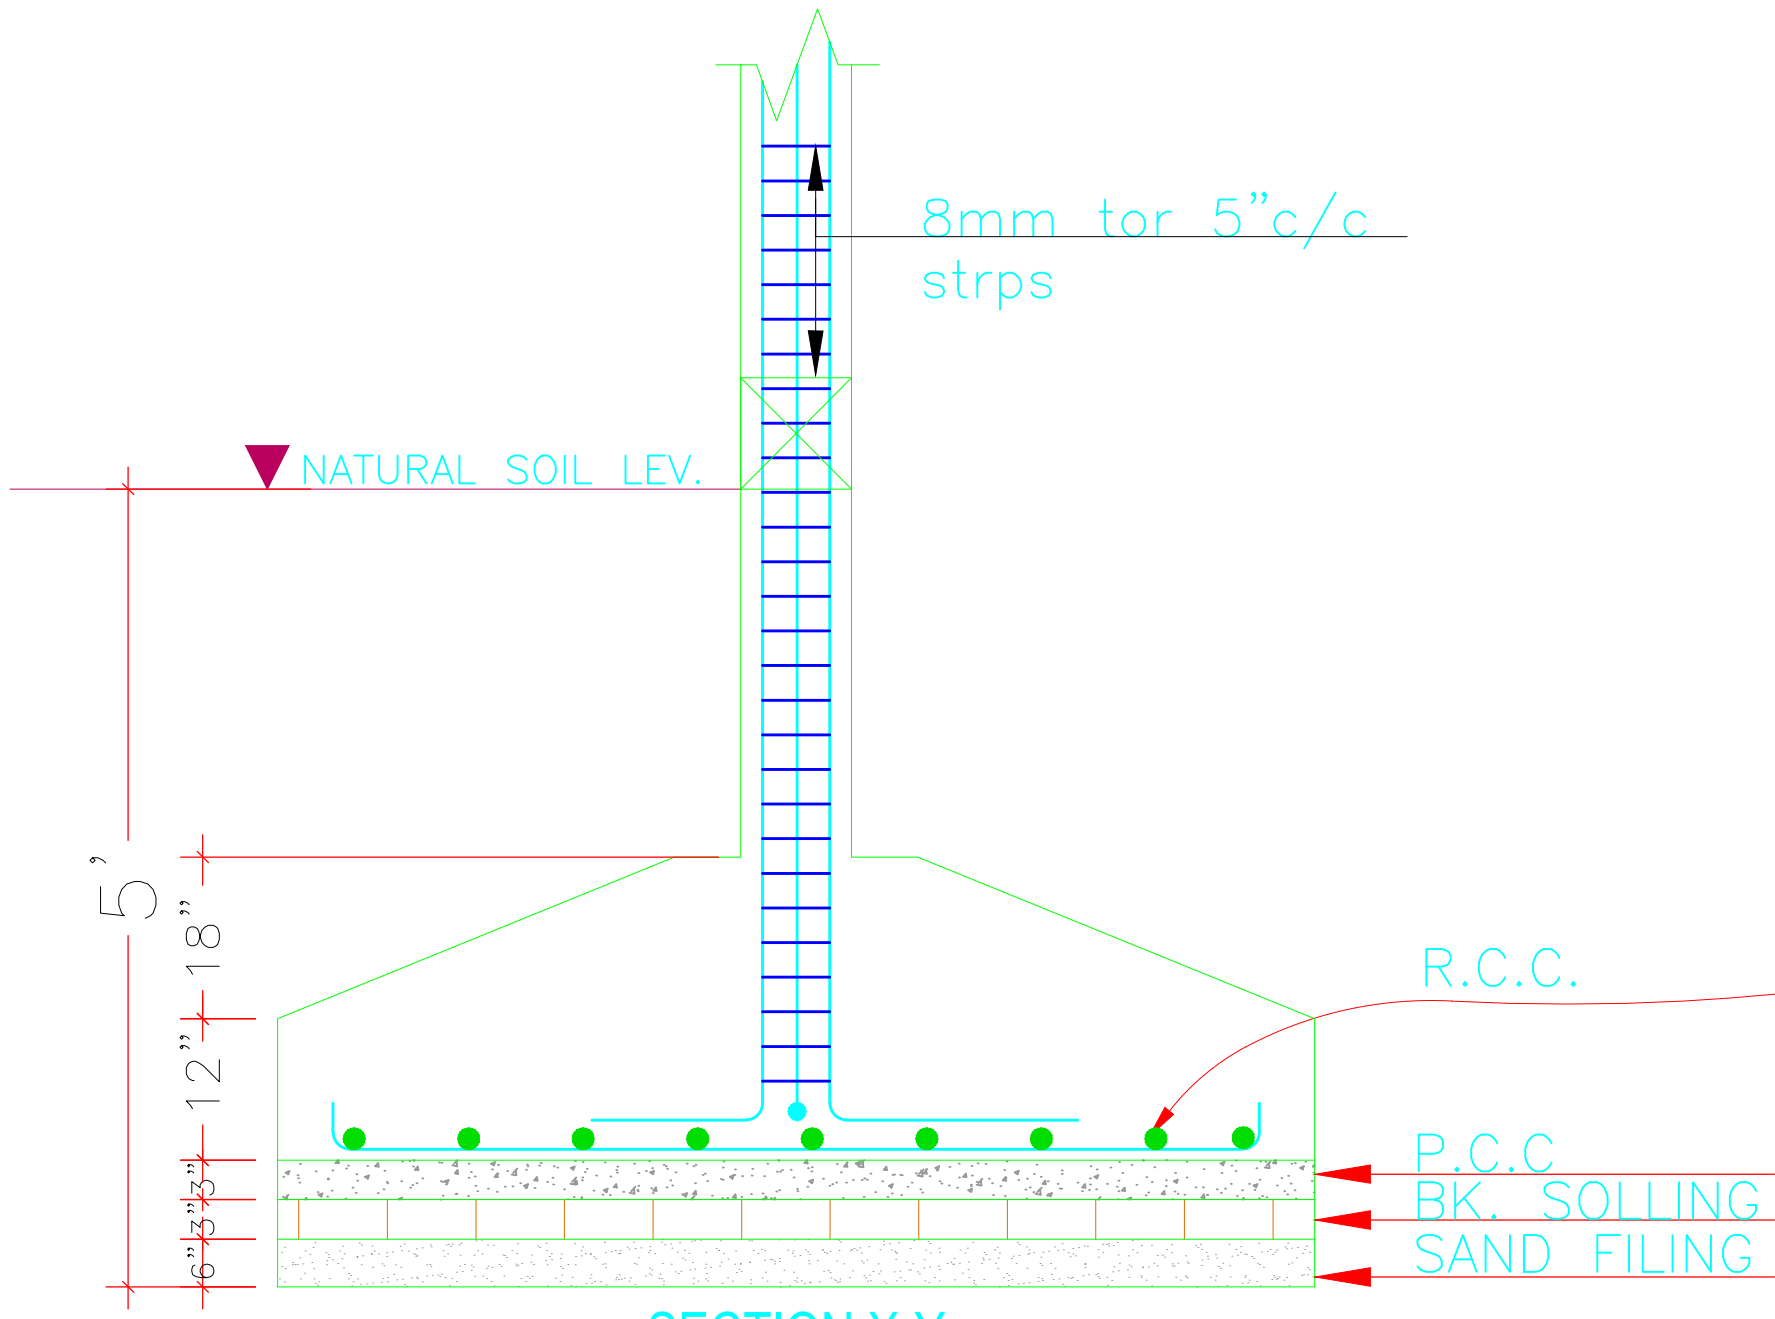 8mm tor 5"c/c
strps
NATURAL SOIL LEV.
5'
18"
12"
3"
3"
6"
R.C.C.
P.C.C
BK. SOLLING
SAND FILING